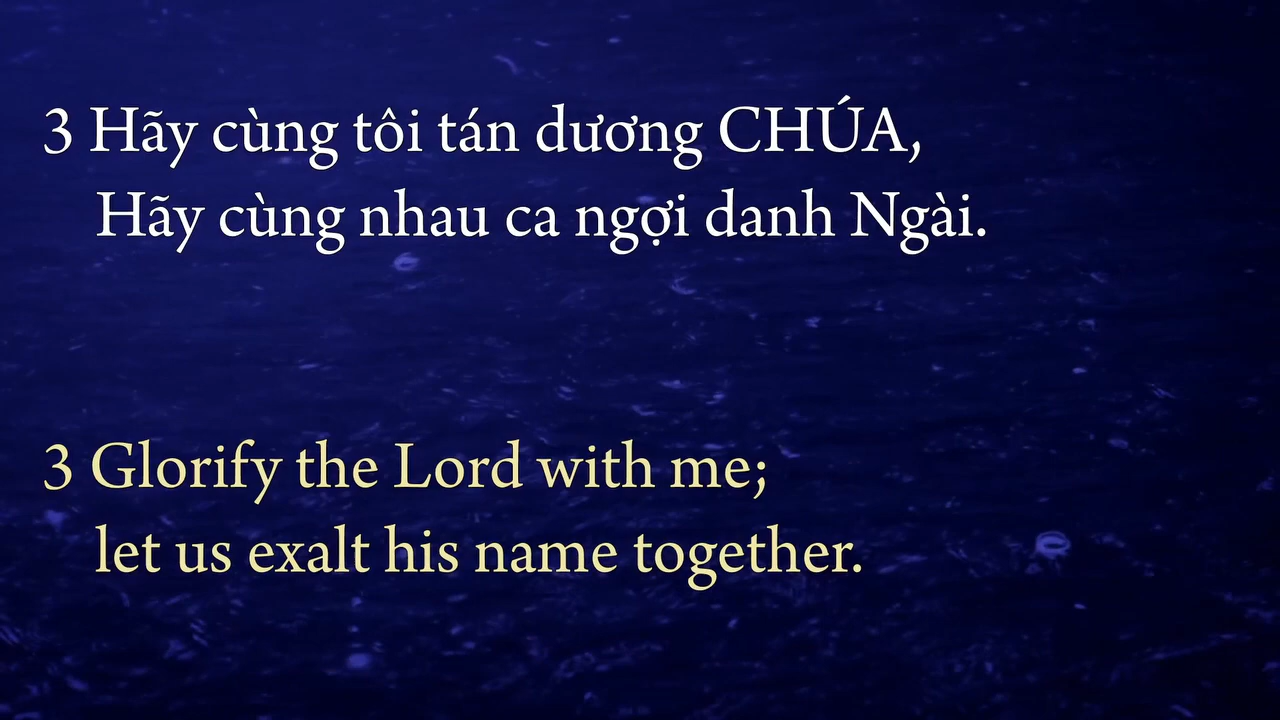 3 Hãy cùng tôi tán dương CHÚA,
Hãy cùng nhau ca ngợi danh Ngài.
3 Glorify the Lord with me;
let us exalt his name together.